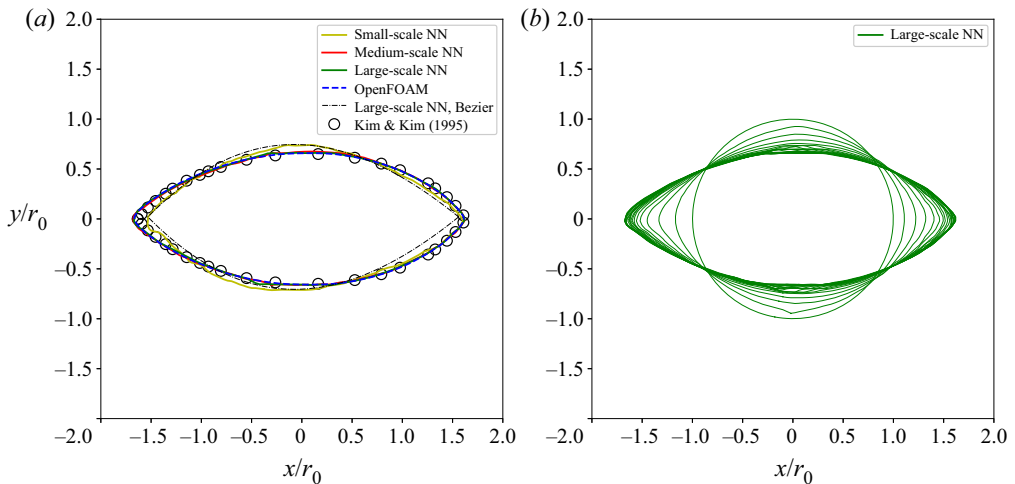 (a)
2.0
1.5
1.0
0.5
0
–0.5
–1.0
–1.5
–2.0
y/r0
Small-scale NN
Medium-scale NN
Large-scale NN
OpenFOAM
Large-scale NN, Bezier
Kim & Kim (1995)
–1.5 –1.0 –0.5 0 0.5 1.0 1.5 2.0
x/r0
(b)
2.0
1.5
1.0
0.5
0
–0.5
–1.0
–1.5
–2.0
Large-scale NN
–1.5 –1.0 –0.5 0 0.5 1.0 1.5 2.0
x/r0